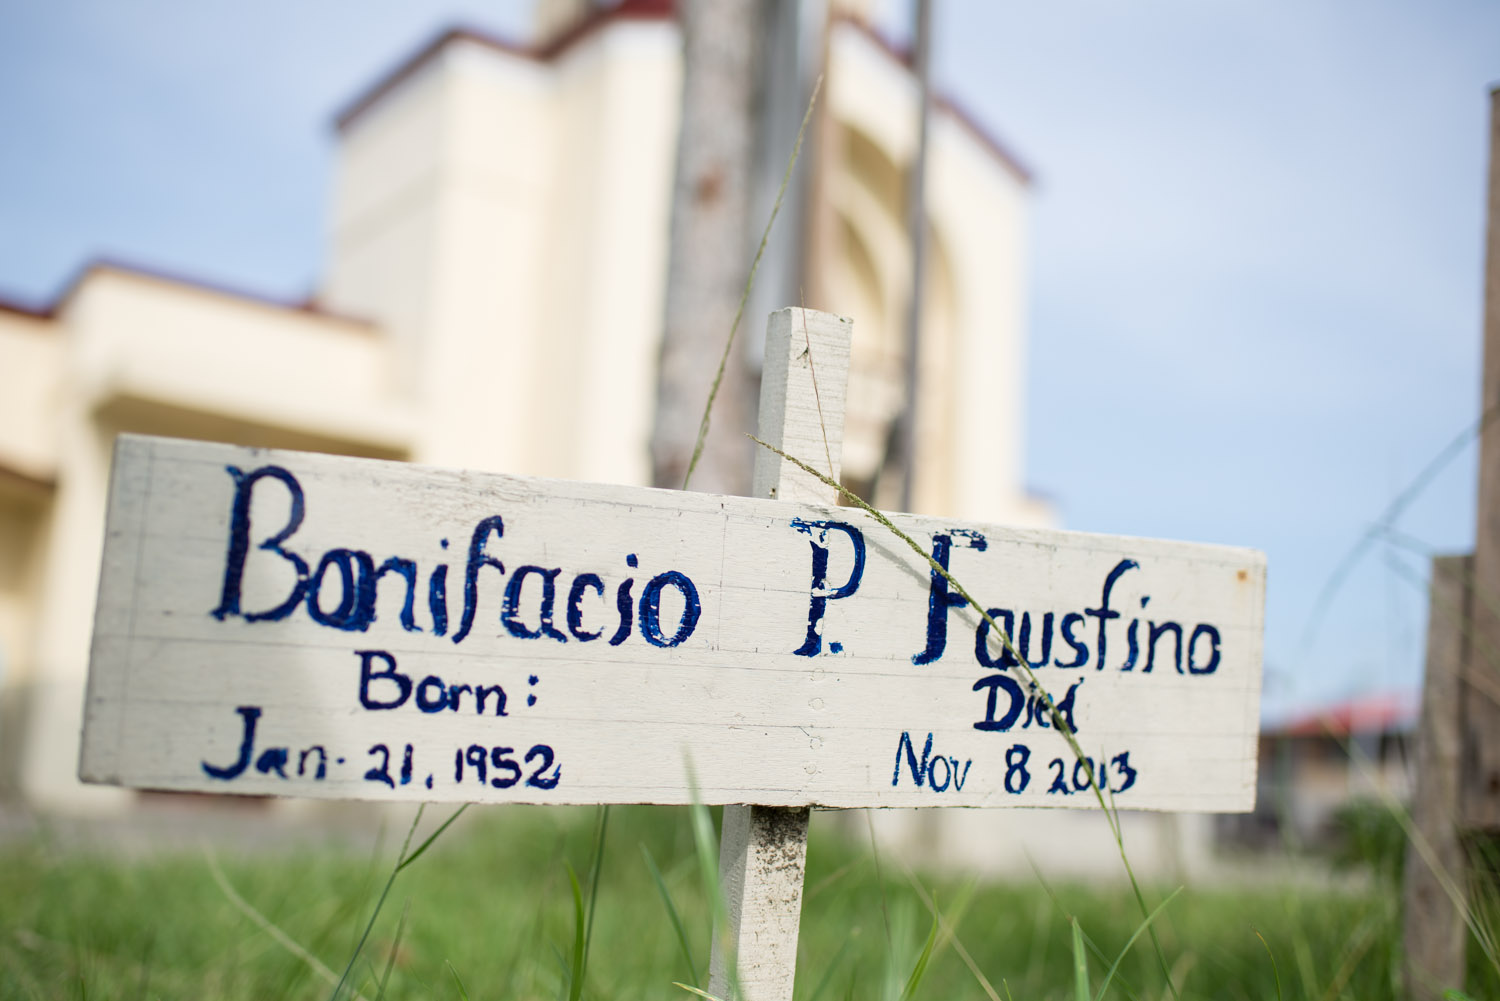 Bonifacio P. Faustino
Born: Died
Jan. 21, 1952 Nov 8 2013